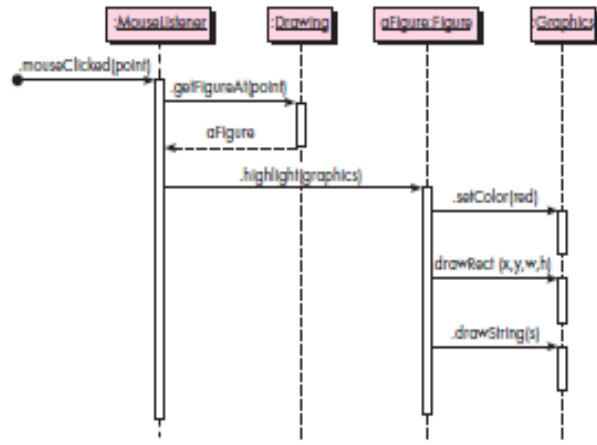 :MouseListener
:Drawing
aFigure:Figure
:Graphics
.mouseClicked(point)
.getFigureAt(point)
aFigure
.highlight(graphics)
.setColor(red)
drawRect (x,y,w,h)
.drawString(s)